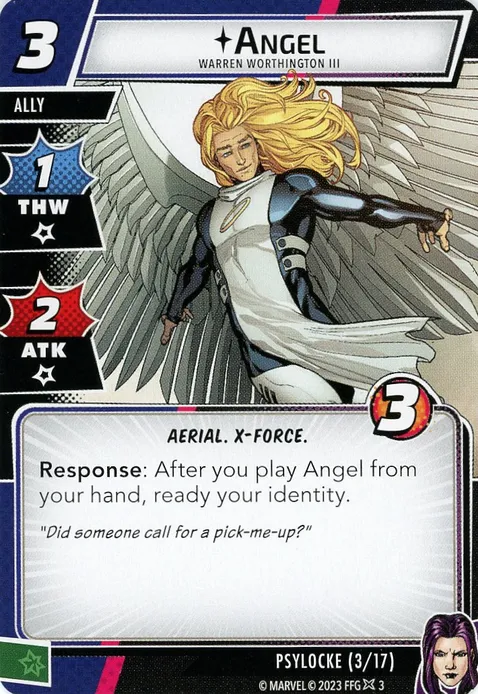 3
✦ANGEL
WARREN WORTHINGTON III
ALLY
1
THW
2
ATK
3
AERIAL. X-FORCE.
Response: After you play Angel from
your hand, ready your identity.
"Did someone call for a pick-me-up?"
PSYLOCKE (3/17)
© MARVEL © 2023 FFG 3